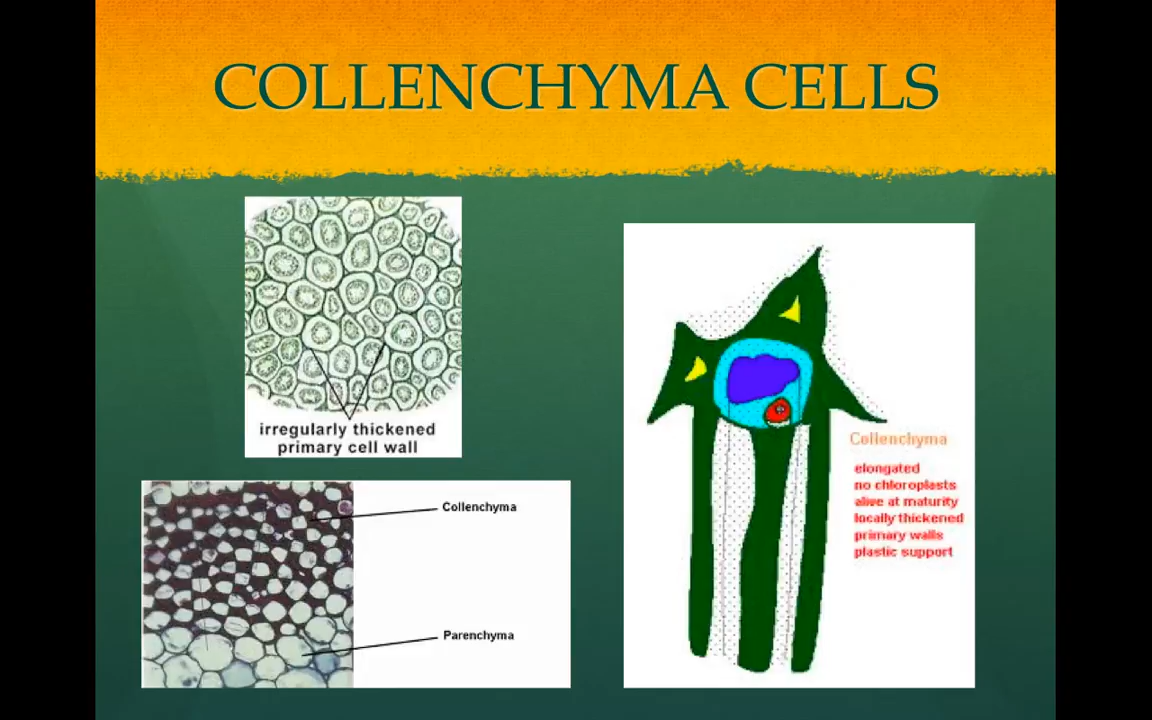 COLLENCHYMA CELLS
irregularly thickened
primary cell wall
Collenchyma
Parenchyma
Collenchyma
elongated
no chloroplasts
alive at maturity
locally thickened
primary walls
plastic support